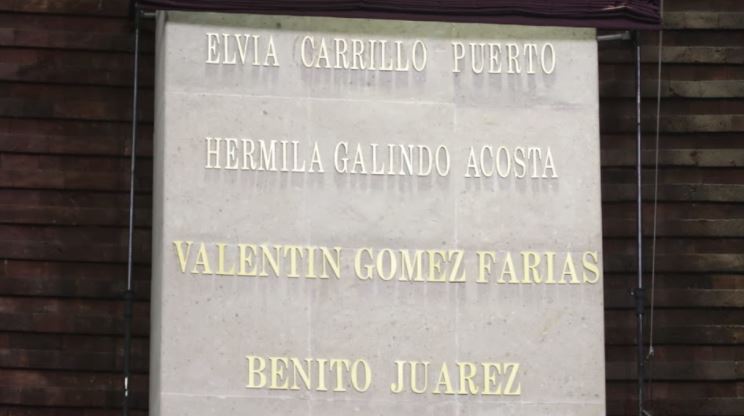 ELVIA CARRILLO PUERTO
HERMILA GALINDO ACOSTA
VALENTIN GOMEZ FARIAS
BENITO JUAREZ